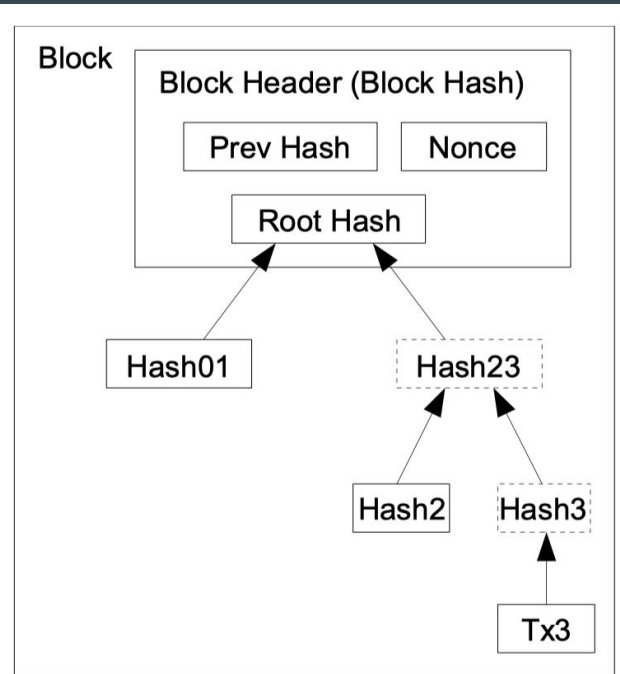 Block
Block Header (Block Hash)
Prev Hash
Nonce
Root Hash
Hash01
Hash23
Hash2
Hash3
Tx3